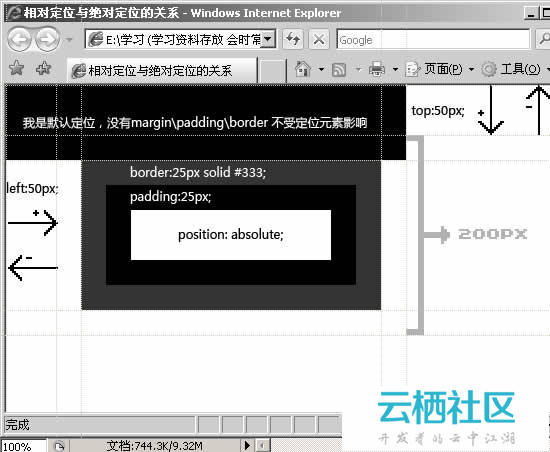 相对定位与绝对定位的关系 - Windows Internet Explorer
E:\学习 (学习资料存放 会时常
Google
相对定位与绝对定位的关系
页面(P)
工具(O)
我是默认定位，没有margin\padding\border 不受定位元素影响
top:50px;
+
-
border:25px solid #333;
left:50px;
padding:25px;
+
position: absolute;
200PX
-
完成
云栖社区
开发者的云中江湖
100%
文档:744.3K/9.32M